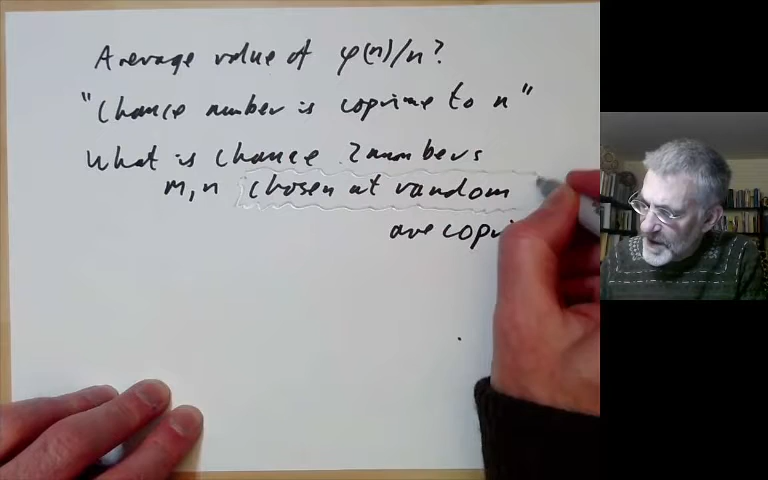 Average value of φ(n)/n?
"Chance number is coprime to n"
What is chance 2 numbers
m, n chosen at random
are copri